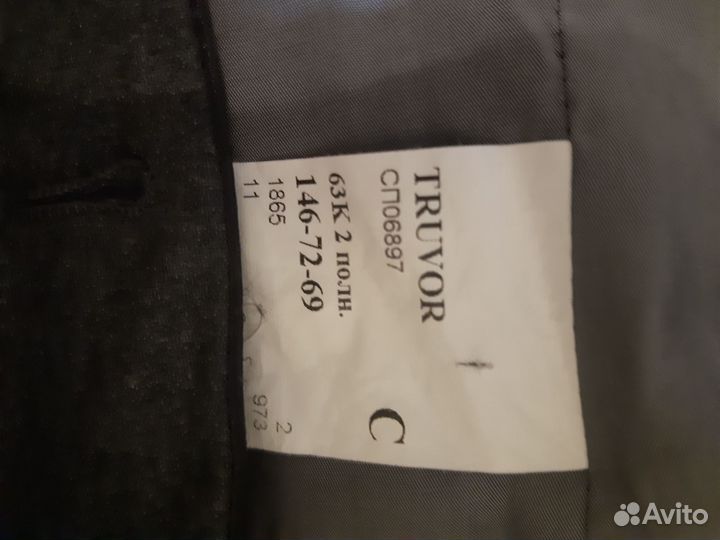 TRUVOR
СП06897
С
63К 2 полн.
146-72-69
1865 2
11 973
Avito